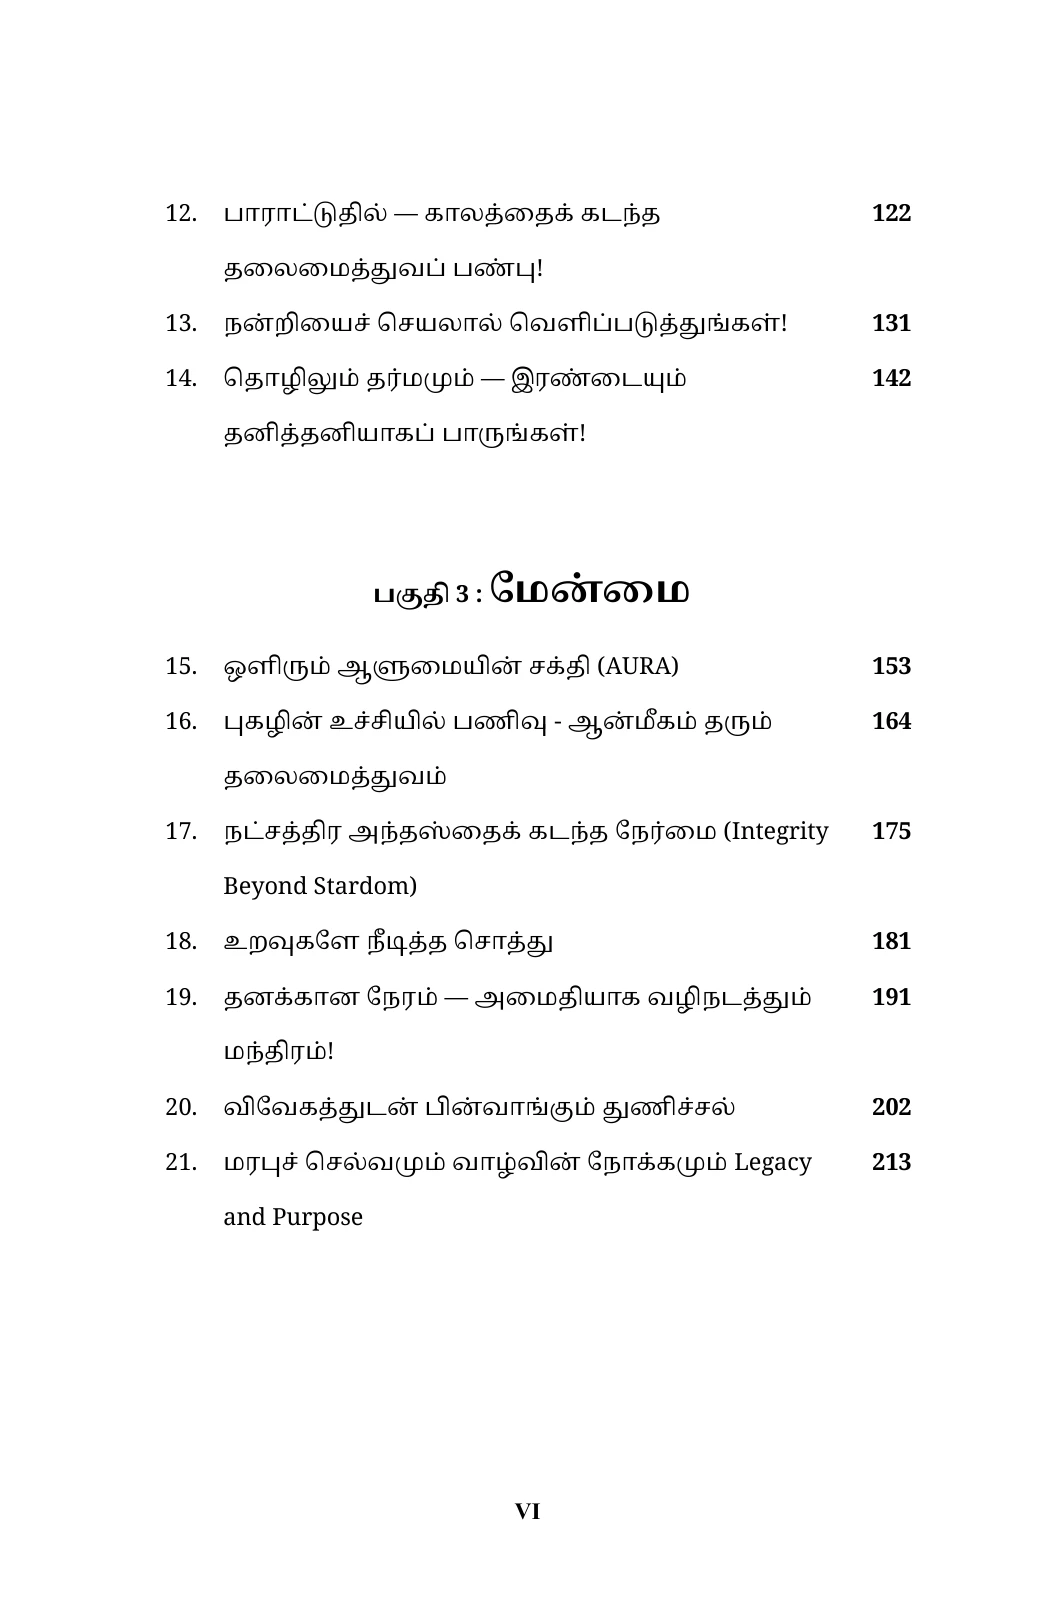 12. பாராட்டுதில் — காலத்தைக் கடந்த 122
தலைமைத்துவப் பண்பு!
13. நன்றியைச் செயலால் வெளிப்படுத்துங்கள்! 131
14. தொழிலும் தர்மமும் — இரண்டையும் 142
தனித்தனியாகப் பாருங்கள்!
பகுதி 3 : மேன்மை
15. ஒளிரும் ஆளுமையின் சக்தி (AURA) 153
16. புகழின் உச்சியில் பணிவு - ஆன்மீகம் தரும் 164
தலைமைத்துவம்
17. நட்சத்திர அந்தஸ்தைக் கடந்த நேர்மை (Integrity 175
Beyond Stardom)
18. உறவுகளே நீடித்த சொத்து 181
19. தனக்கான நேரம் — அமைதியாக வழிநடத்தும் 191
மந்திரம்!
20. விவேகத்துடன் பின்வாங்கும் துணிச்சல் 202
21. மரபுச் செல்வமும் வாழ்வின் நோக்கமும் Legacy 213
and Purpose
VI